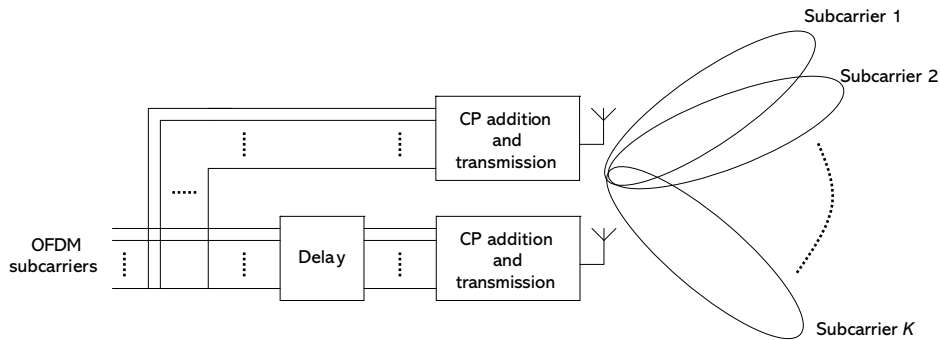 Subcarrier 1
Subcarrier 2
CP addition
and
transmission
OFDM
subcarriers
Delay
CP addition
and
transmission
Subcarrier K